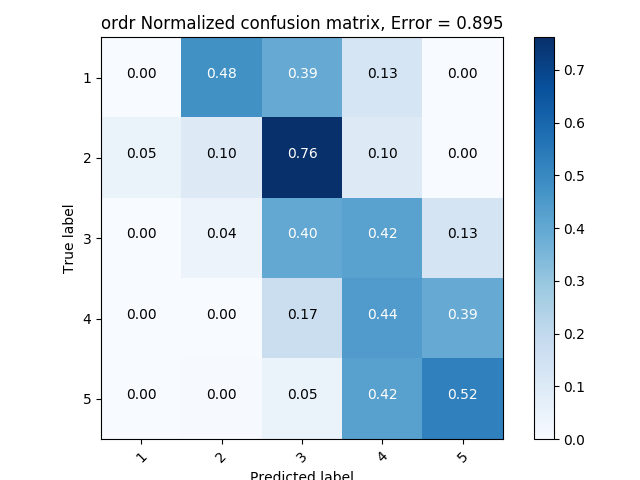 ordr Normalized confusion matrix, Error = 0.895
1 0.00 0.48 0.39 0.13 0.00
2 0.05 0.10 0.76 0.10 0.00
3 0.00 0.04 0.40 0.42 0.13
4 0.00 0.00 0.17 0.44 0.39
5 0.00 0.00 0.05 0.42 0.52
True label
1 2 3 4 5
Predicted label
0.7
0.6
0.5
0.4
0.3
0.2
0.1
0.0